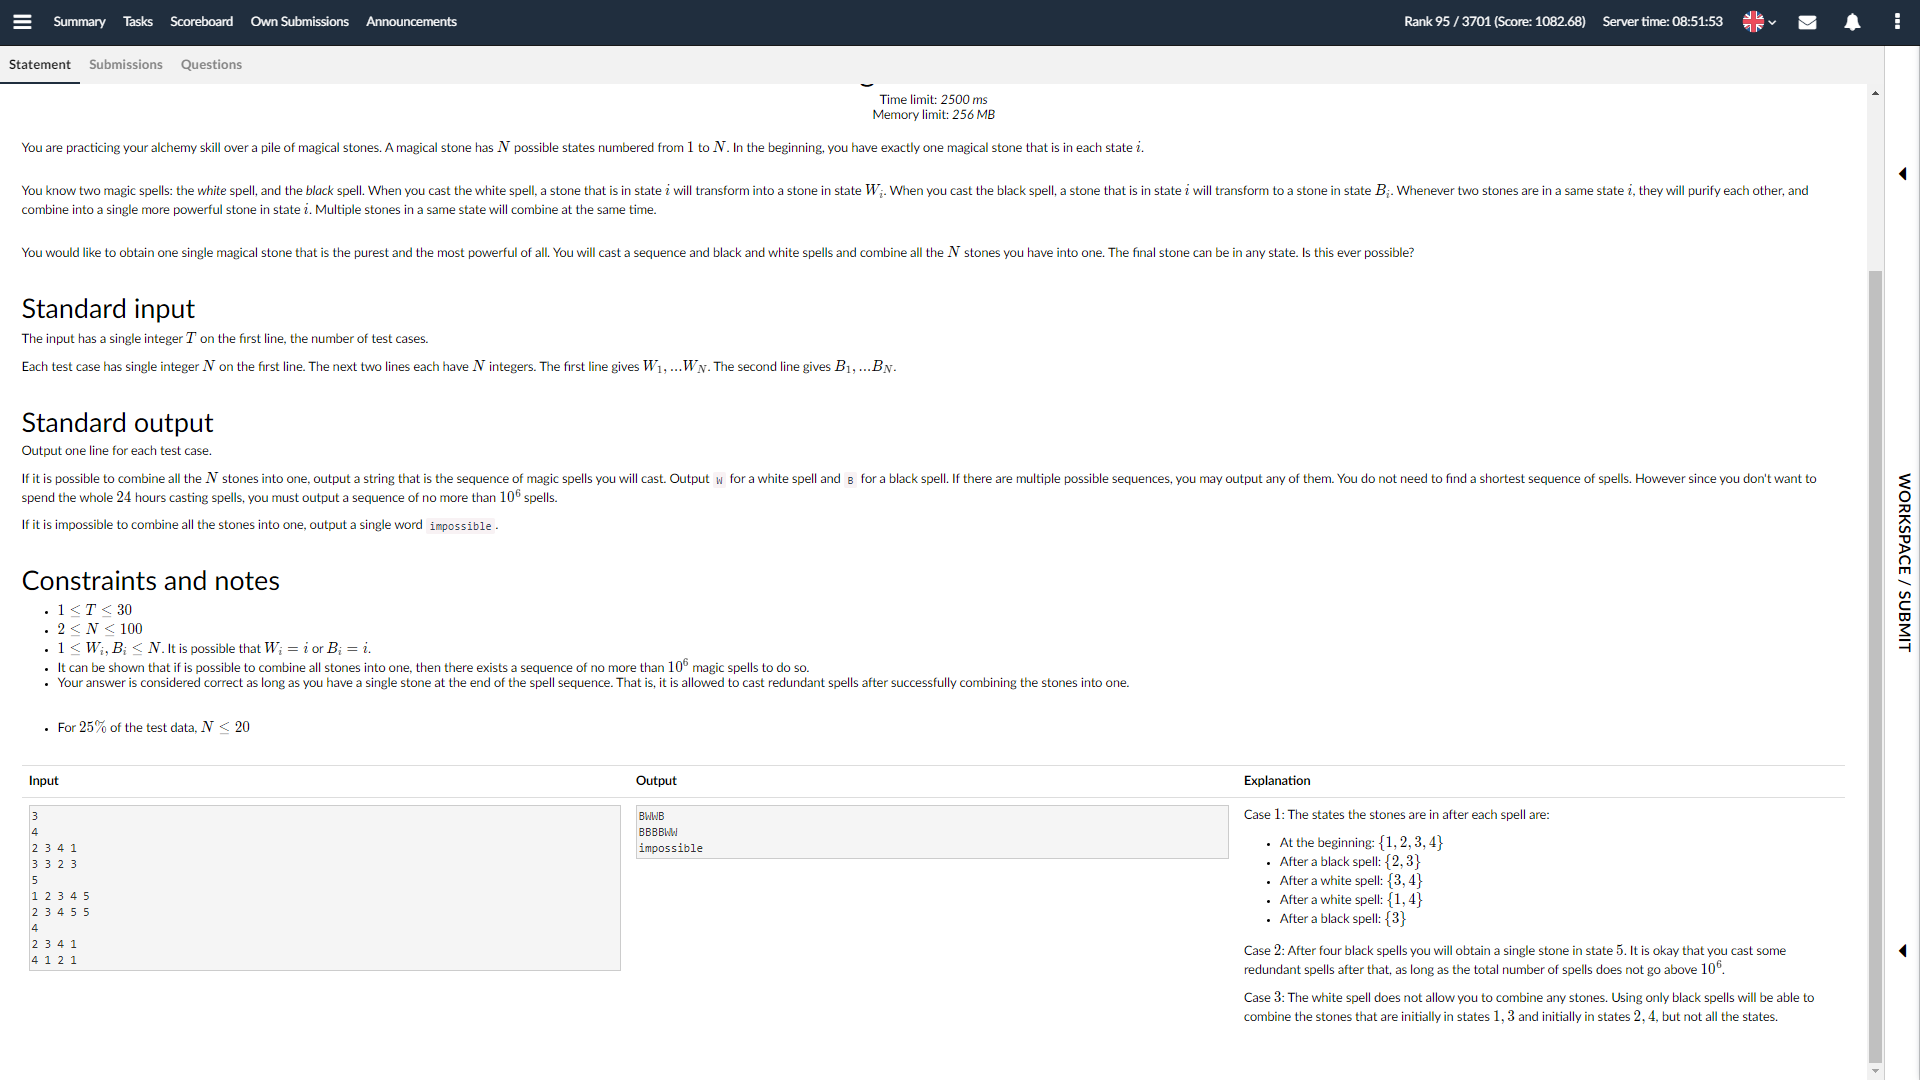 Summary Tasks Scoreboard Own Submissions Announcements Rank 95 / 3701 (Score: 1082.68) Server time: 08:51:53
Statement Submissions Questions
Time limit: 2500 ms
Memory limit: 256 MB
You are practicing your alchemy skill over a pile of magical stones. A magical stone has N possible states numbered from 1 to N. In the beginning, you have exactly one magical stone that is in each state i.
You know two magic spells: the white spell, and the black spell. When you cast the white spell, a stone that is in state i will transform into a stone in state W_i. When you cast the black spell, a stone that is in state i will transform to a stone in state B_i. Whenever two stones are in a same state i, they will purify each other, and
combine into a single more powerful stone in state i. Multiple stones in a same state will combine at the same time.
You would like to obtain one single magical stone that is the purest and the most powerful of all. You will cast a sequence and black and white spells and combine all the N stones you have into one. The final stone can be in any state. Is this ever possible?
Standard input
The input has a single integer T on the first line, the number of test cases.
Each test case has single integer N on the first line. The next two lines each have N integers. The first line gives W_1, ...W_N. The second line gives B_1, ...B_N.
Standard output
Output one line for each test case.
If it is possible to combine all the N stones into one, output a string that is the sequence of magic spells you will cast. Output W for a white spell and B for a black spell. If there are multiple possible sequences, you may output any of them. You do not need to find a shortest sequence of spells. However since you don't want to
spend the whole 24 hours casting spells, you must output a sequence of no more than 10^6 spells.
If it is impossible to combine all the stones into one, output a single word impossible.
Constraints and notes
• 1 ≤ T ≤ 30
• 2 ≤ N ≤ 100
• 1 ≤ W_i, B_i ≤ N. It is possible that W_i = i or B_i = i.
• It can be shown that if is possible to combine all stones into one, then there exists a sequence of no more than 10^6 magic spells to do so.
• Your answer is considered correct as long as you have a single stone at the end of the spell sequence. That is, it is allowed to cast redundant spells after successfully combining the stones into one.
• For 25% of the test data, N ≤ 20
Input Output Explanation
3
4
2 3 4 1
3 3 2 3
5
1 2 3 4 5
2 3 4 5 5
4
2 3 4 1
4 1 2 1
BWWB
BBBBWW
impossible
Case 1: The states the stones are in after each spell are:
• At the beginning: {1, 2, 3, 4}
• After a black spell: {2, 3}
• After a white spell: {3, 4}
• After a white spell: {1, 4}
• After a black spell: {3}
Case 2: After four black spells you will obtain a single stone in state 5. It is okay that you cast some
redundant spells after that, as long as the total number of spells does not go above 10^6.
Case 3: The white spell does not allow you to combine any stones. Using only black spells will be able to
combine the stones that are initially in states 1, 3 and initially in states 2, 4, but not all the states.
WORKSPACE / SUBMIT